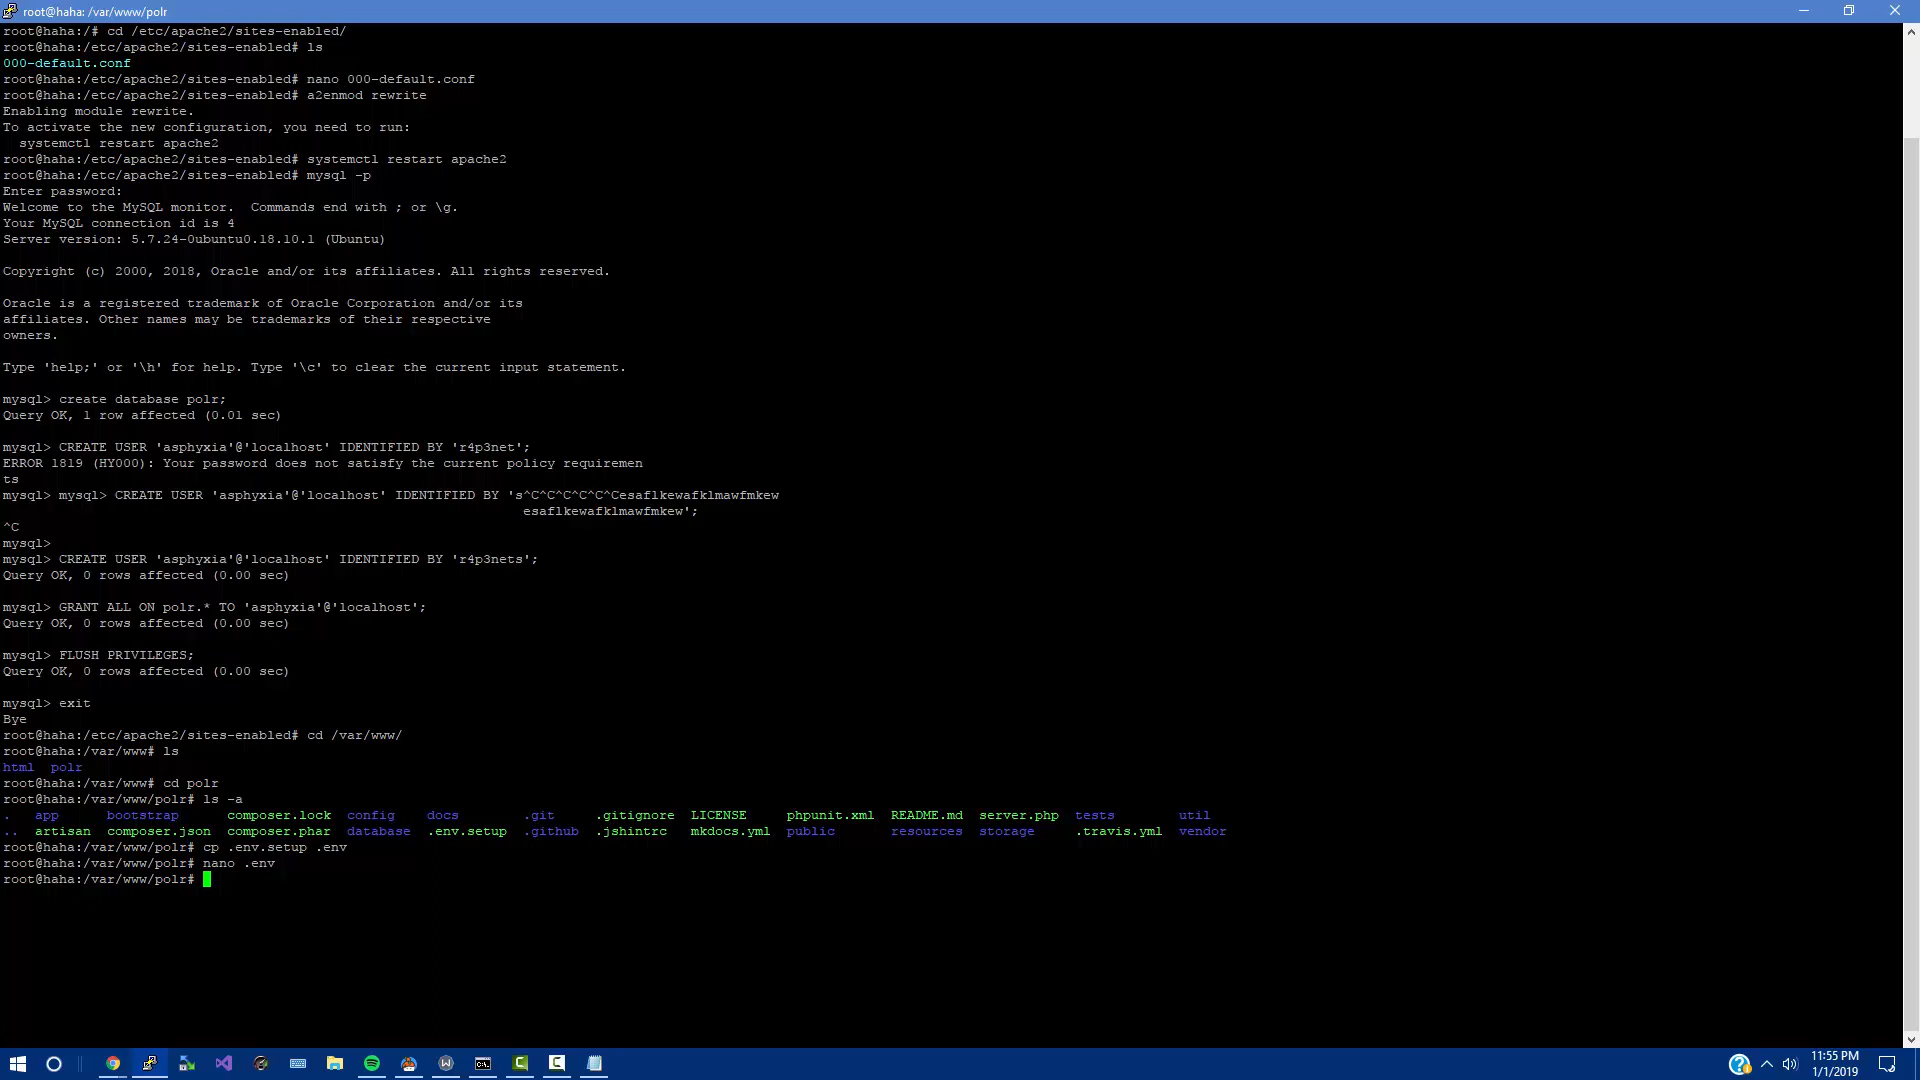 root@haha: /var/www/polr
root@haha:/# cd /etc/apache2/sites-enabled/
root@haha:/etc/apache2/sites-enabled# ls
000-default.conf
root@haha:/etc/apache2/sites-enabled# nano 000-default.conf
root@haha:/etc/apache2/sites-enabled# a2enmod rewrite
Enabling module rewrite.
To activate the new configuration, you need to run:
  systemctl restart apache2
root@haha:/etc/apache2/sites-enabled# systemctl restart apache2
root@haha:/etc/apache2/sites-enabled# mysql -p
Enter password:
Welcome to the MySQL monitor.  Commands end with ; or \g.
Your MySQL connection id is 4
Server version: 5.7.24-0ubuntu0.18.10.1 (Ubuntu)
Copyright (c) 2000, 2018, Oracle and/or its affiliates. All rights reserved.
Oracle is a registered trademark of Oracle Corporation and/or its
affiliates. Other names may be trademarks of their respective
owners.
Type 'help;' or '\h' for help. Type '\c' to clear the current input statement.
mysql> create database polr;
Query OK, 1 row affected (0.01 sec)
mysql> CREATE USER 'asphyxia'@'localhost' IDENTIFIED BY 'r4p3net';
ERROR 1819 (HY000): Your password does not satisfy the current policy requiremen
ts
mysql> mysql> CREATE USER 'asphyxia'@'localhost' IDENTIFIED BY 's^C^C^C^C^C^Cesaflkewafklmawfmkew
esaflkewafklmawfmkew';
^C
mysql>
mysql> CREATE USER 'asphyxia'@'localhost' IDENTIFIED BY 'r4p3nets';
Query OK, 0 rows affected (0.00 sec)
mysql> GRANT ALL ON polr.* TO 'asphyxia'@'localhost';
Query OK, 0 rows affected (0.00 sec)
mysql> FLUSH PRIVILEGES;
Query OK, 0 rows affected (0.00 sec)
mysql> exit
Bye
root@haha:/etc/apache2/sites-enabled# cd /var/www/
root@haha:/var/www# ls
html  polr
root@haha:/var/www# cd polr
root@haha:/var/www/polr# ls -a
.   app      bootstrap      composer.lock  config    docs        .git     .gitignore  LICENSE     phpunit.xml  README.md  server.php  tests        util
..  artisan  composer.json  composer.phar  database  .env.setup  .github  .jshintrc   mkdocs.yml  public       resources  storage     .travis.yml  vendor
root@haha:/var/www/polr# cp .env.setup .env
root@haha:/var/www/polr# nano .env
root@haha:/var/www/polr#
11:55 PM
1/1/2019